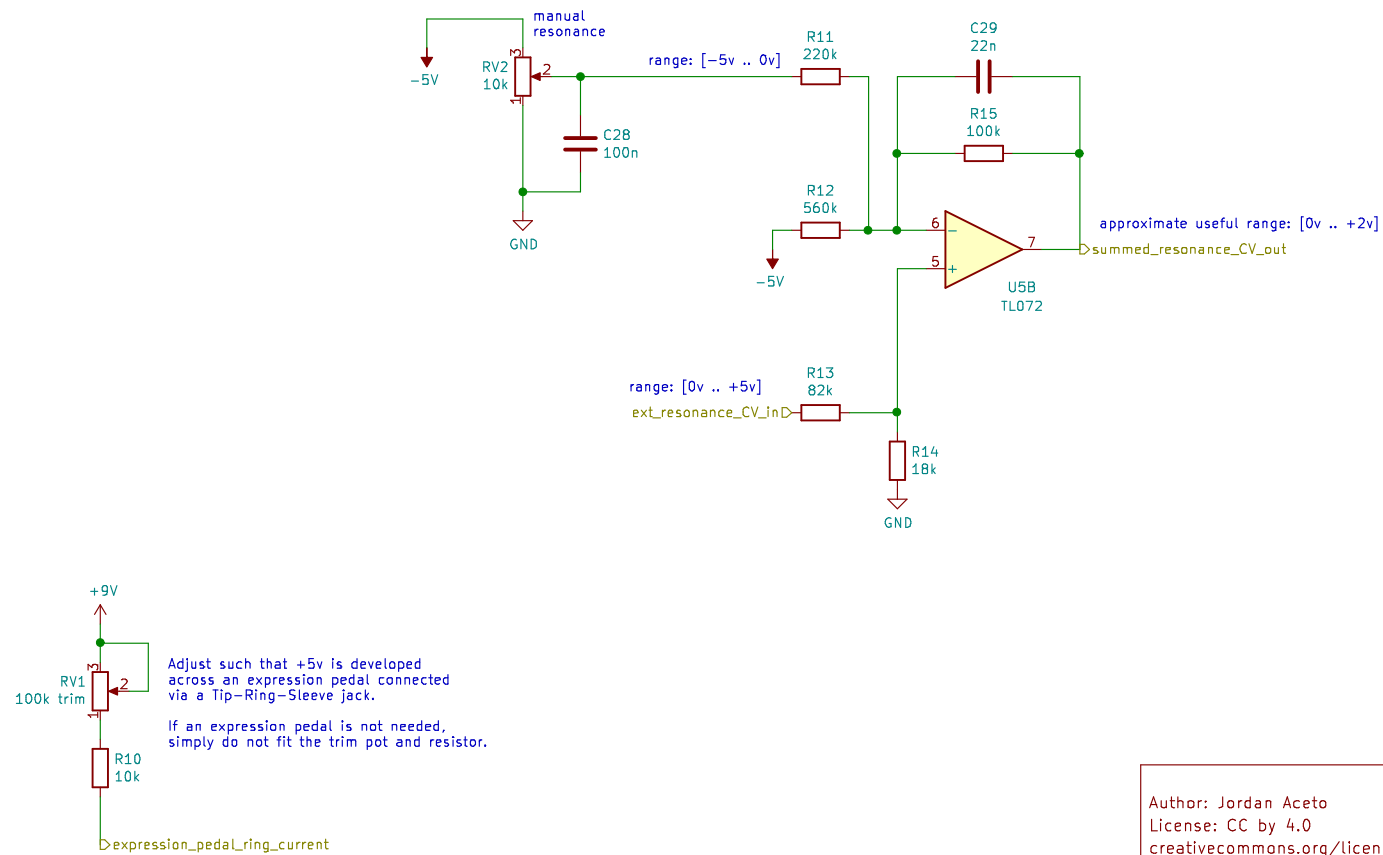 manual
resonance
-5V
3
RV2
10k
2
1
C28
100n
GND
range: [-5v .. 0v]
R11
220k
C29
22n
R15
100k
R12
560k
-5V
6
-
5
+
7
U5B
TL072
approximate useful range: [0v .. +2v]
summed_resonance_CV_out
range: [0v .. +5v]
ext_resonance_CV_in
R13
82k
R14
18k
GND
+9V
3
RV1
100k trim
2
1
R10
10k
expression_pedal_ring_current
Adjust such that +5v is developed
across an expression pedal connected
via a Tip-Ring-Sleeve jack.
If an expression pedal is not needed,
simply do not fit the trim pot and resistor.
Author: Jordan Aceto
License: CC by 4.0
creativecommons.org/licen